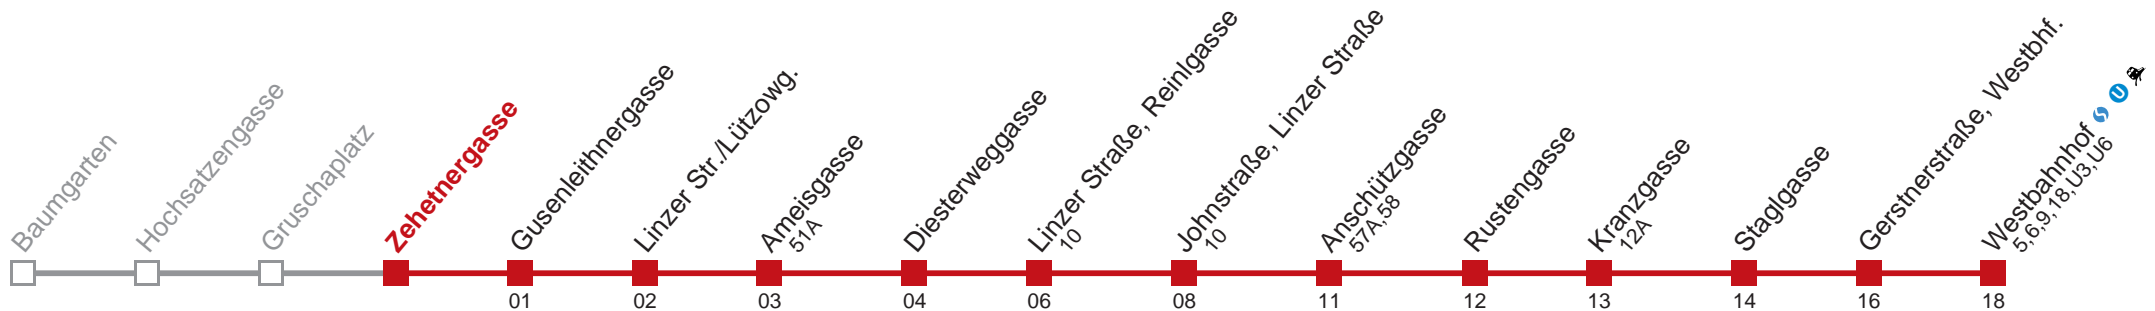 Baumgarten
Hochsatzengasse
Gruschaplatz
Zehetnergasse
Gusenleithnergasse
01
Linzer Str./Lützowg.
02
Ameisgasse
51A
03
Diesterweggasse
04
Linzer Straße, Reinlgasse
10
06
Johnstraße, Linzer Straße
10
08
Anschützgasse
57A,58
11
Rustengasse
12
Kranzgasse
12A
13
Staglgasse
14
Gerstnerstraße, Westbhf.
16
Westbahnhof S U
5,6,9,18,U3,U6
18